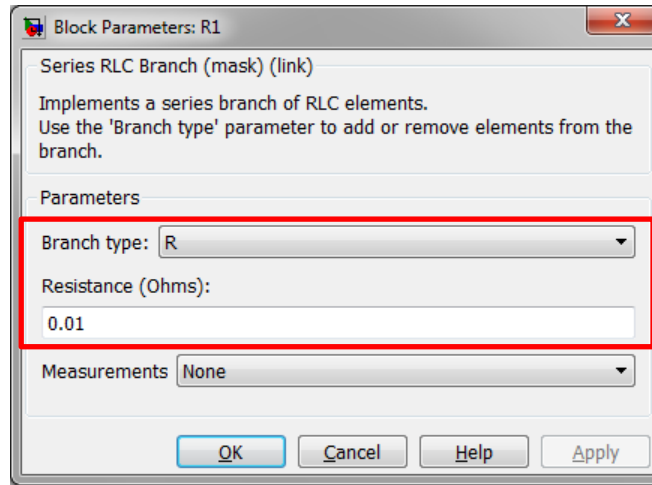 Block Parameters: R1
Series RLC Branch (mask) (link)
Implements a series branch of RLC elements.
Use the 'Branch type' parameter to add or remove elements from the
branch.
Parameters
Branch type: R
Resistance (Ohms):
0.01
Measurements None
OK Cancel Help Apply